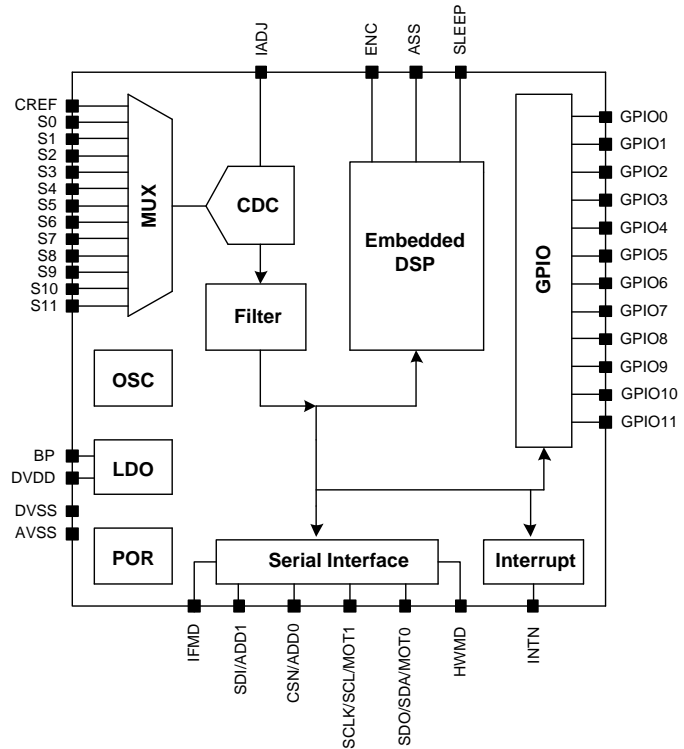 IADJ
ENC
ASS
SLEEP
CREF
S0
S1
S2
S3
S4
S5
S6
S7
S8
S9
S10
S11
MUX
CDC
Filter
Embedded
DSP
GPIO
GPIO0
GPIO1
GPIO2
GPIO3
GPIO4
GPIO5
GPIO6
GPIO7
GPIO8
GPIO9
GPIO10
GPIO11
OSC
BP
DVDD
LDO
DVSS
AVSS
POR
Serial Interface
Interrupt
IFMD
SDI/ADD1
CSN/ADD0
SCLK/SCL/MOT1
SDO/SDA/MOT0
HWMD
INTN